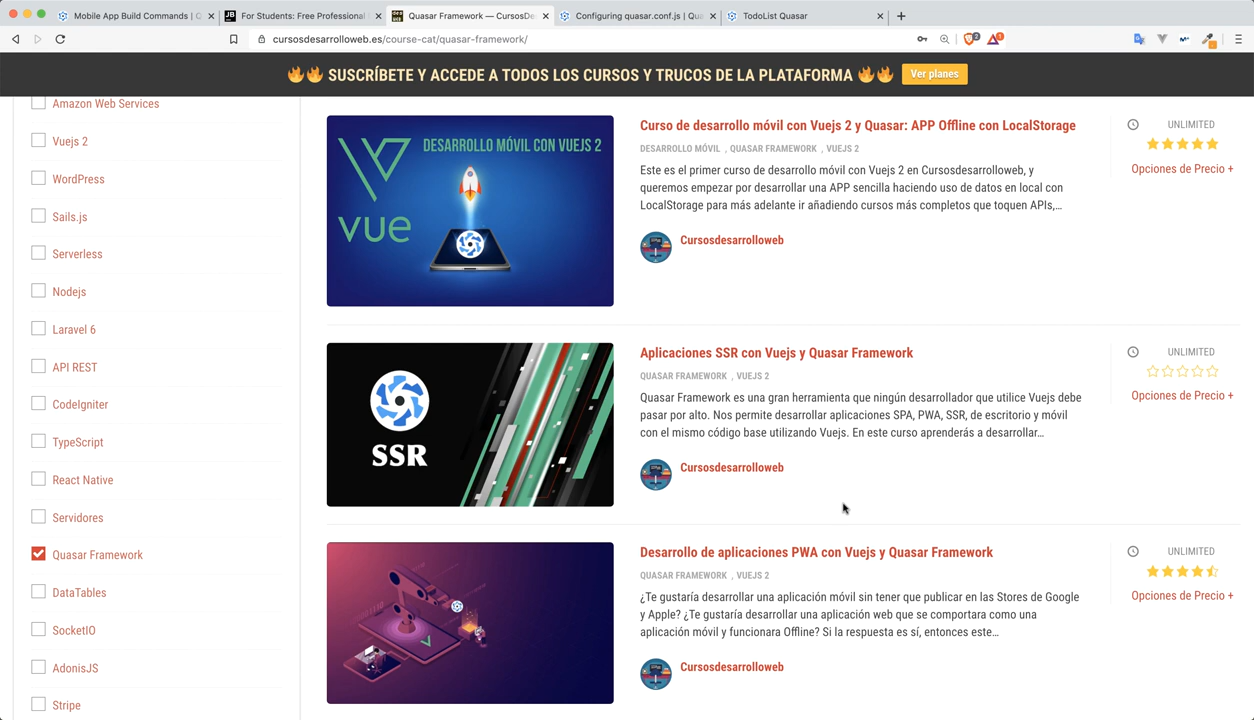 Mobile App Build Commands | Q
For Students: Free Professional
Quasar Framework — CursosDe
Configuring quasar.conf.js | Qua
TodoList Quasar
cursosdesarrolloweb.es/course-cat/quasar-framework/
🔥🔥 SUSCRÍBETE Y ACCEDE A TODOS LOS CURSOS Y TRUCOS DE LA PLATAFORMA 🔥🔥
Ver planes
Amazon Web Services
Vuejs 2
WordPress
Sails.js
Serverless
Nodejs
Laravel 6
API REST
CodeIgniter
TypeScript
React Native
Servidores
Quasar Framework
DataTables
SocketIO
AdonisJS
Stripe
DESARROLLO MÓVIL CON VUEJS 2
vue
Curso de desarrollo móvil con Vuejs 2 y Quasar: APP Offline con LocalStorage
DESARROLLO MÓVIL , QUASAR FRAMEWORK , VUEJS 2
Este es el primer curso de desarrollo móvil con Vuejs 2 en Cursosdesarrolloweb, y
queremos empezar por desarrollar una APP sencilla haciendo uso de datos en local con
LocalStorage para más adelante ir añadiendo cursos más completos que toquen APIs,...
Cursosdesarrolloweb
UNLIMITED
Opciones de Precio +
SSR
Aplicaciones SSR con Vuejs y Quasar Framework
QUASAR FRAMEWORK , VUEJS 2
Quasar Framework es una gran herramienta que ningún desarrollador que utilice Vuejs debe
pasar por alto. Nos permite desarrollar aplicaciones SPA, PWA, SSR, de escritorio y móvil
con el mismo código base utilizando Vuejs. En este curso aprenderás a desarrollar...
Cursosdesarrolloweb
UNLIMITED
Opciones de Precio +
Desarrollo de aplicaciones PWA con Vuejs y Quasar Framework
QUASAR FRAMEWORK , VUEJS 2
¿Te gustaría desarrollar una aplicación móvil sin tener que publicar en las Stores de Google
y Apple? ¿Te gustaría desarrollar una aplicación web que se comportara como una
aplicación móvil y funcionara Offline? Si la respuesta es sí, entonces este...
Cursosdesarrolloweb
UNLIMITED
Opciones de Precio +